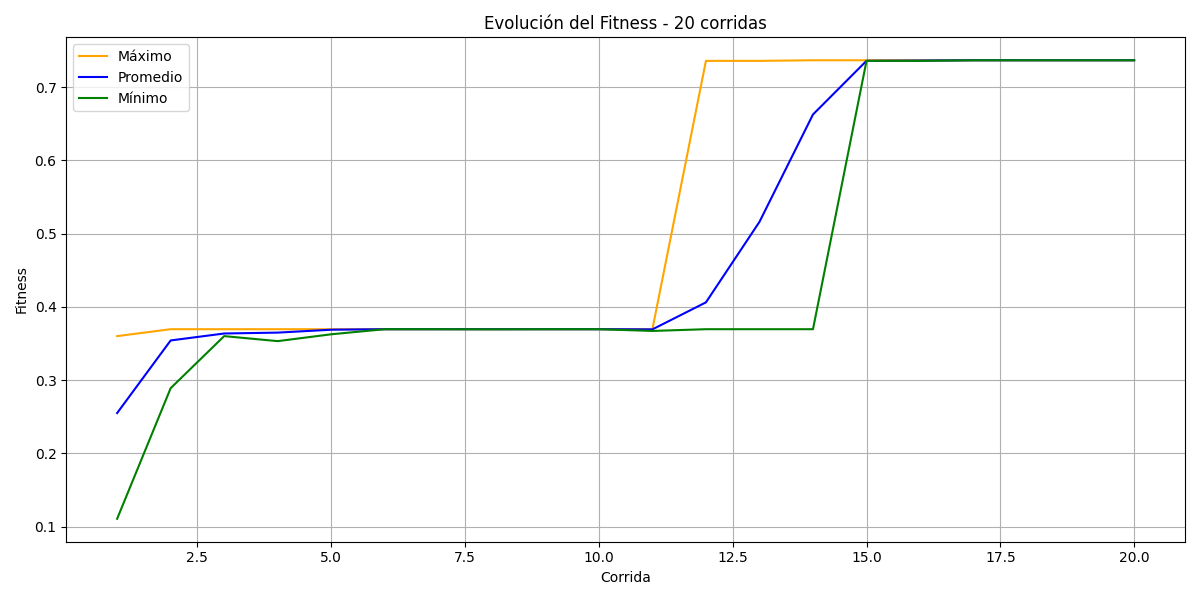 Evolución del Fitness - 20 corridas
Máximo
Promedio
Mínimo
Fitness
0.7
0.6
0.5
0.4
0.3
0.2
0.1
2.5 5.0 7.5 10.0 12.5 15.0 17.5 20.0
Corrida